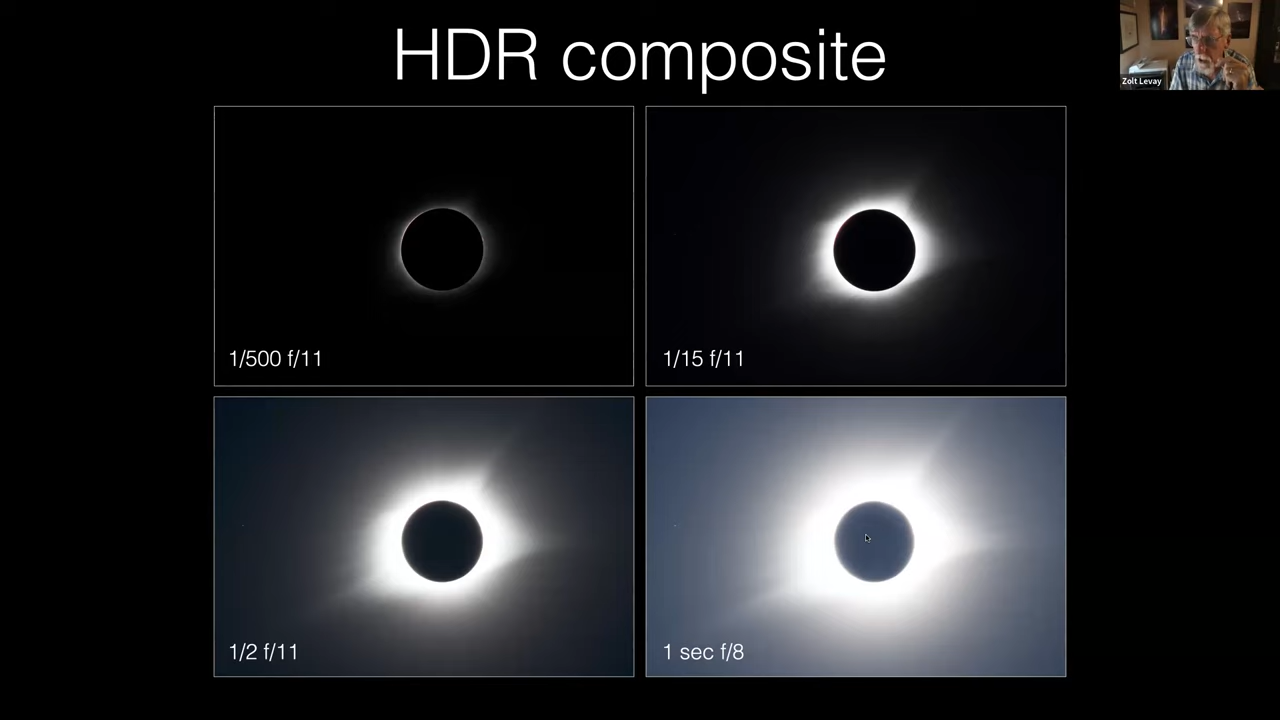 HDR composite
Zolt Levay
1/500 f/11
1/15 f/11
1/2 f/11
1 sec f/8